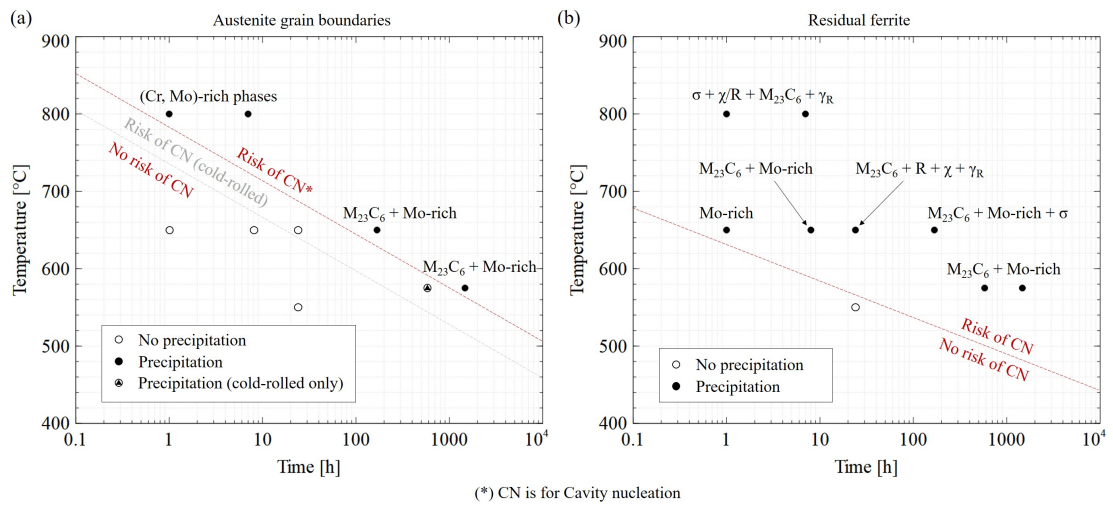 (a)
Austenite grain boundaries
900
800
700
600
500
400
Temperature [°C]
(Cr, Mo)-rich phases
Risk of CN (cold-rolled)
Risk of CN*
No risk of CN
M₂₃C₆ + Mo-rich
M₂₃C₆ + Mo-rich
No precipitation
Precipitation
Precipitation (cold-rolled only)
0.1
1
10
100
1000
10⁴
Time [h]
(b)
Residual ferrite
900
800
700
600
500
400
Temperature [°C]
σ + χ/R + M₂₃C₆ + γR
M₂₃C₆ + Mo-rich
M₂₃C₆ + R + χ + γR
Mo-rich
M₂₃C₆ + Mo-rich + σ
M₂₃C₆ + Mo-rich
Risk of CN
No risk of CN
No precipitation
Precipitation
0.1
1
10
100
1000
10⁴
Time [h]
(*) CN is for Cavity nucleation